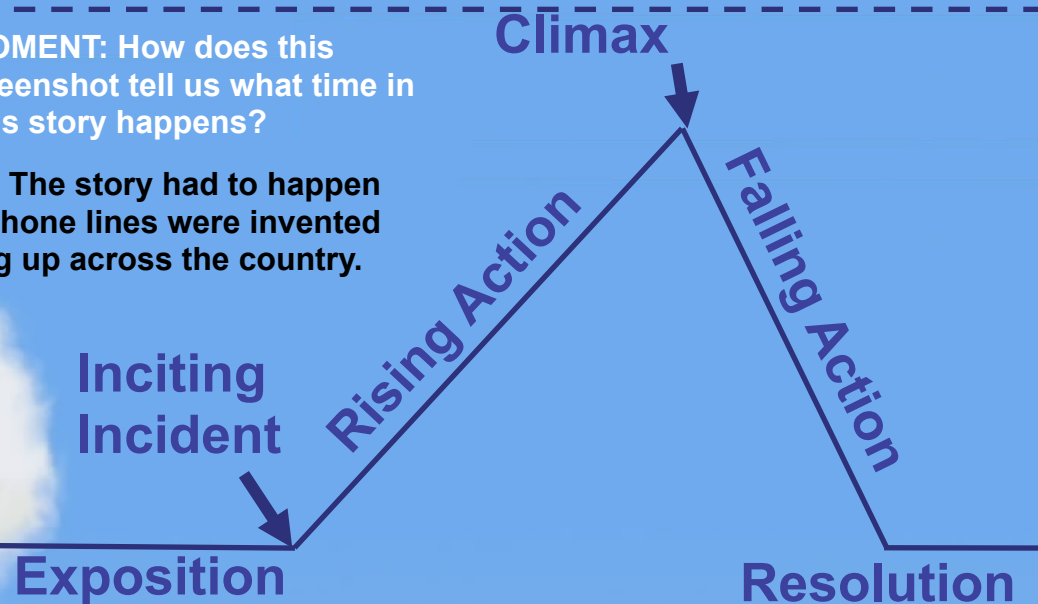 OMENT: How does this
eenshot tell us what time in
s story happens?
The story had to happen
hone lines were invented
g up across the country.
Climax
Rising Action
Falling Action
Inciting
Incident
Exposition
Resolution